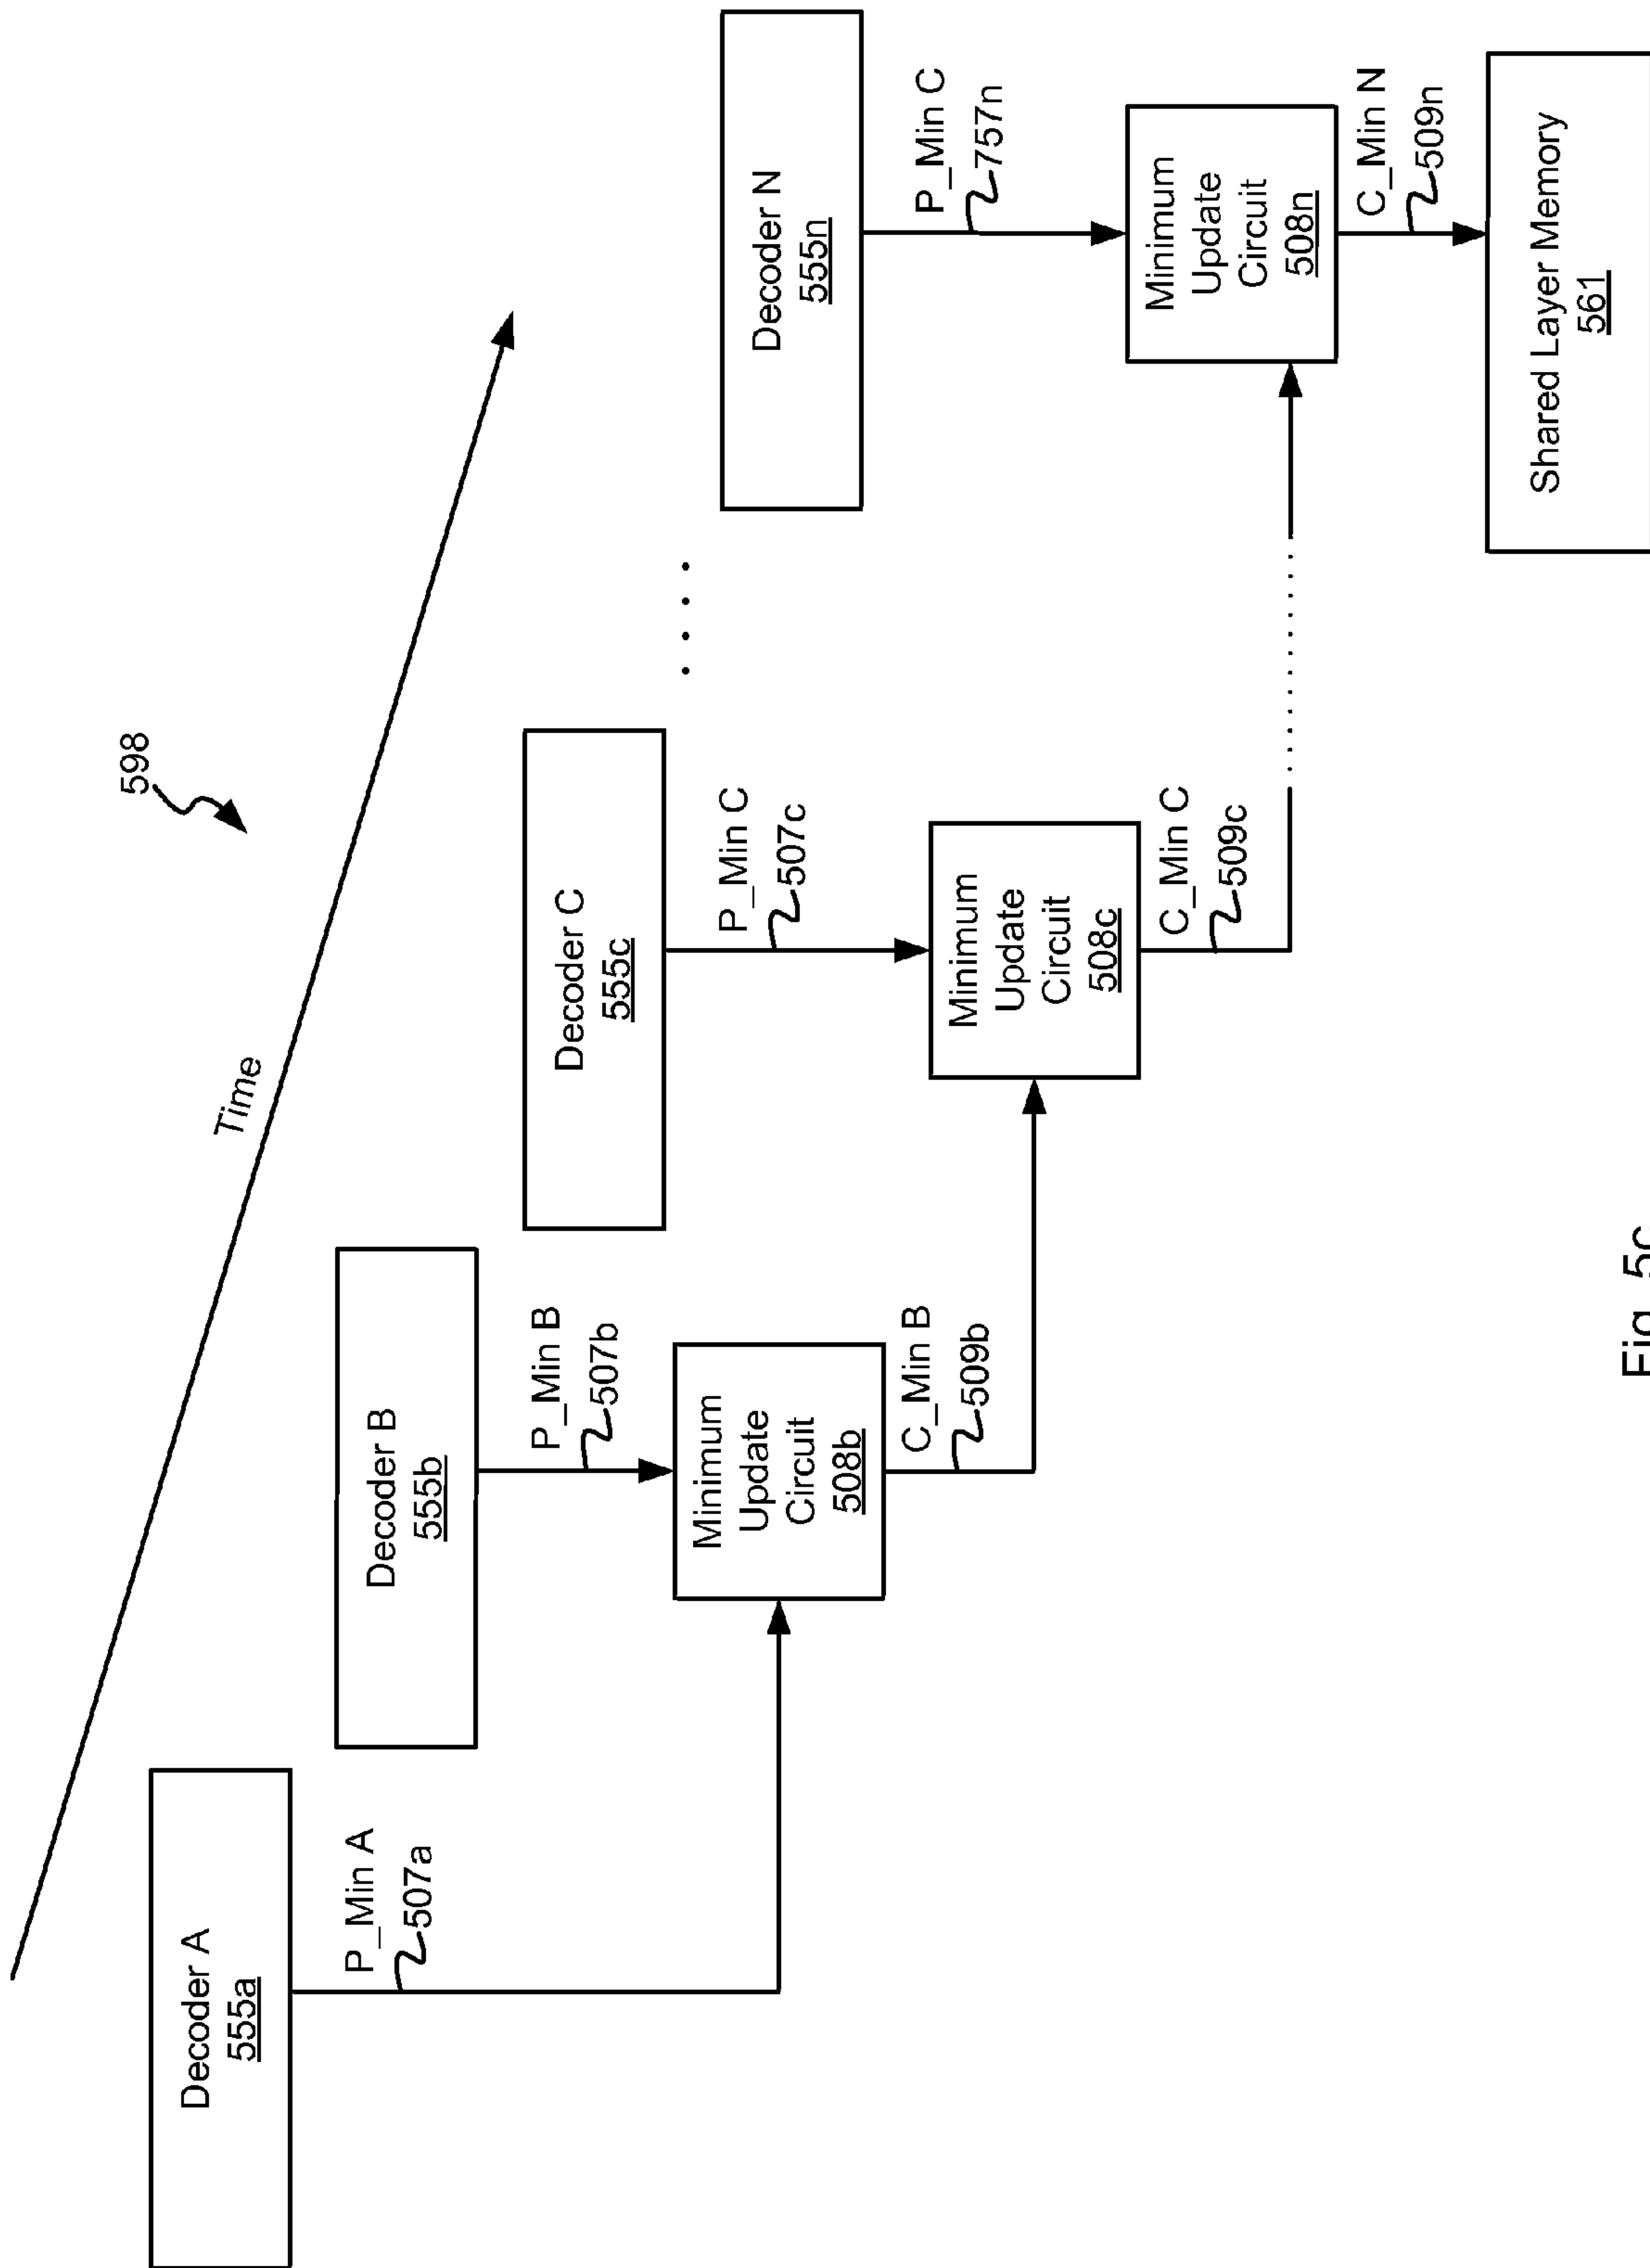 598
Time
Decoder A
555a
P_Min A
507a
Decoder B
555b
P_Min B
507b
Minimum
Update
Circuit
508b
C_Min B
509b
Decoder C
555c
P_Min C
507c
Minimum
Update
Circuit
508c
C_Min C
509c
Decoder N
555n
P_Min C
757n
Minimum
Update
Circuit
508n
C_Min N
509n
Shared Layer Memory
561
Fig. 5c